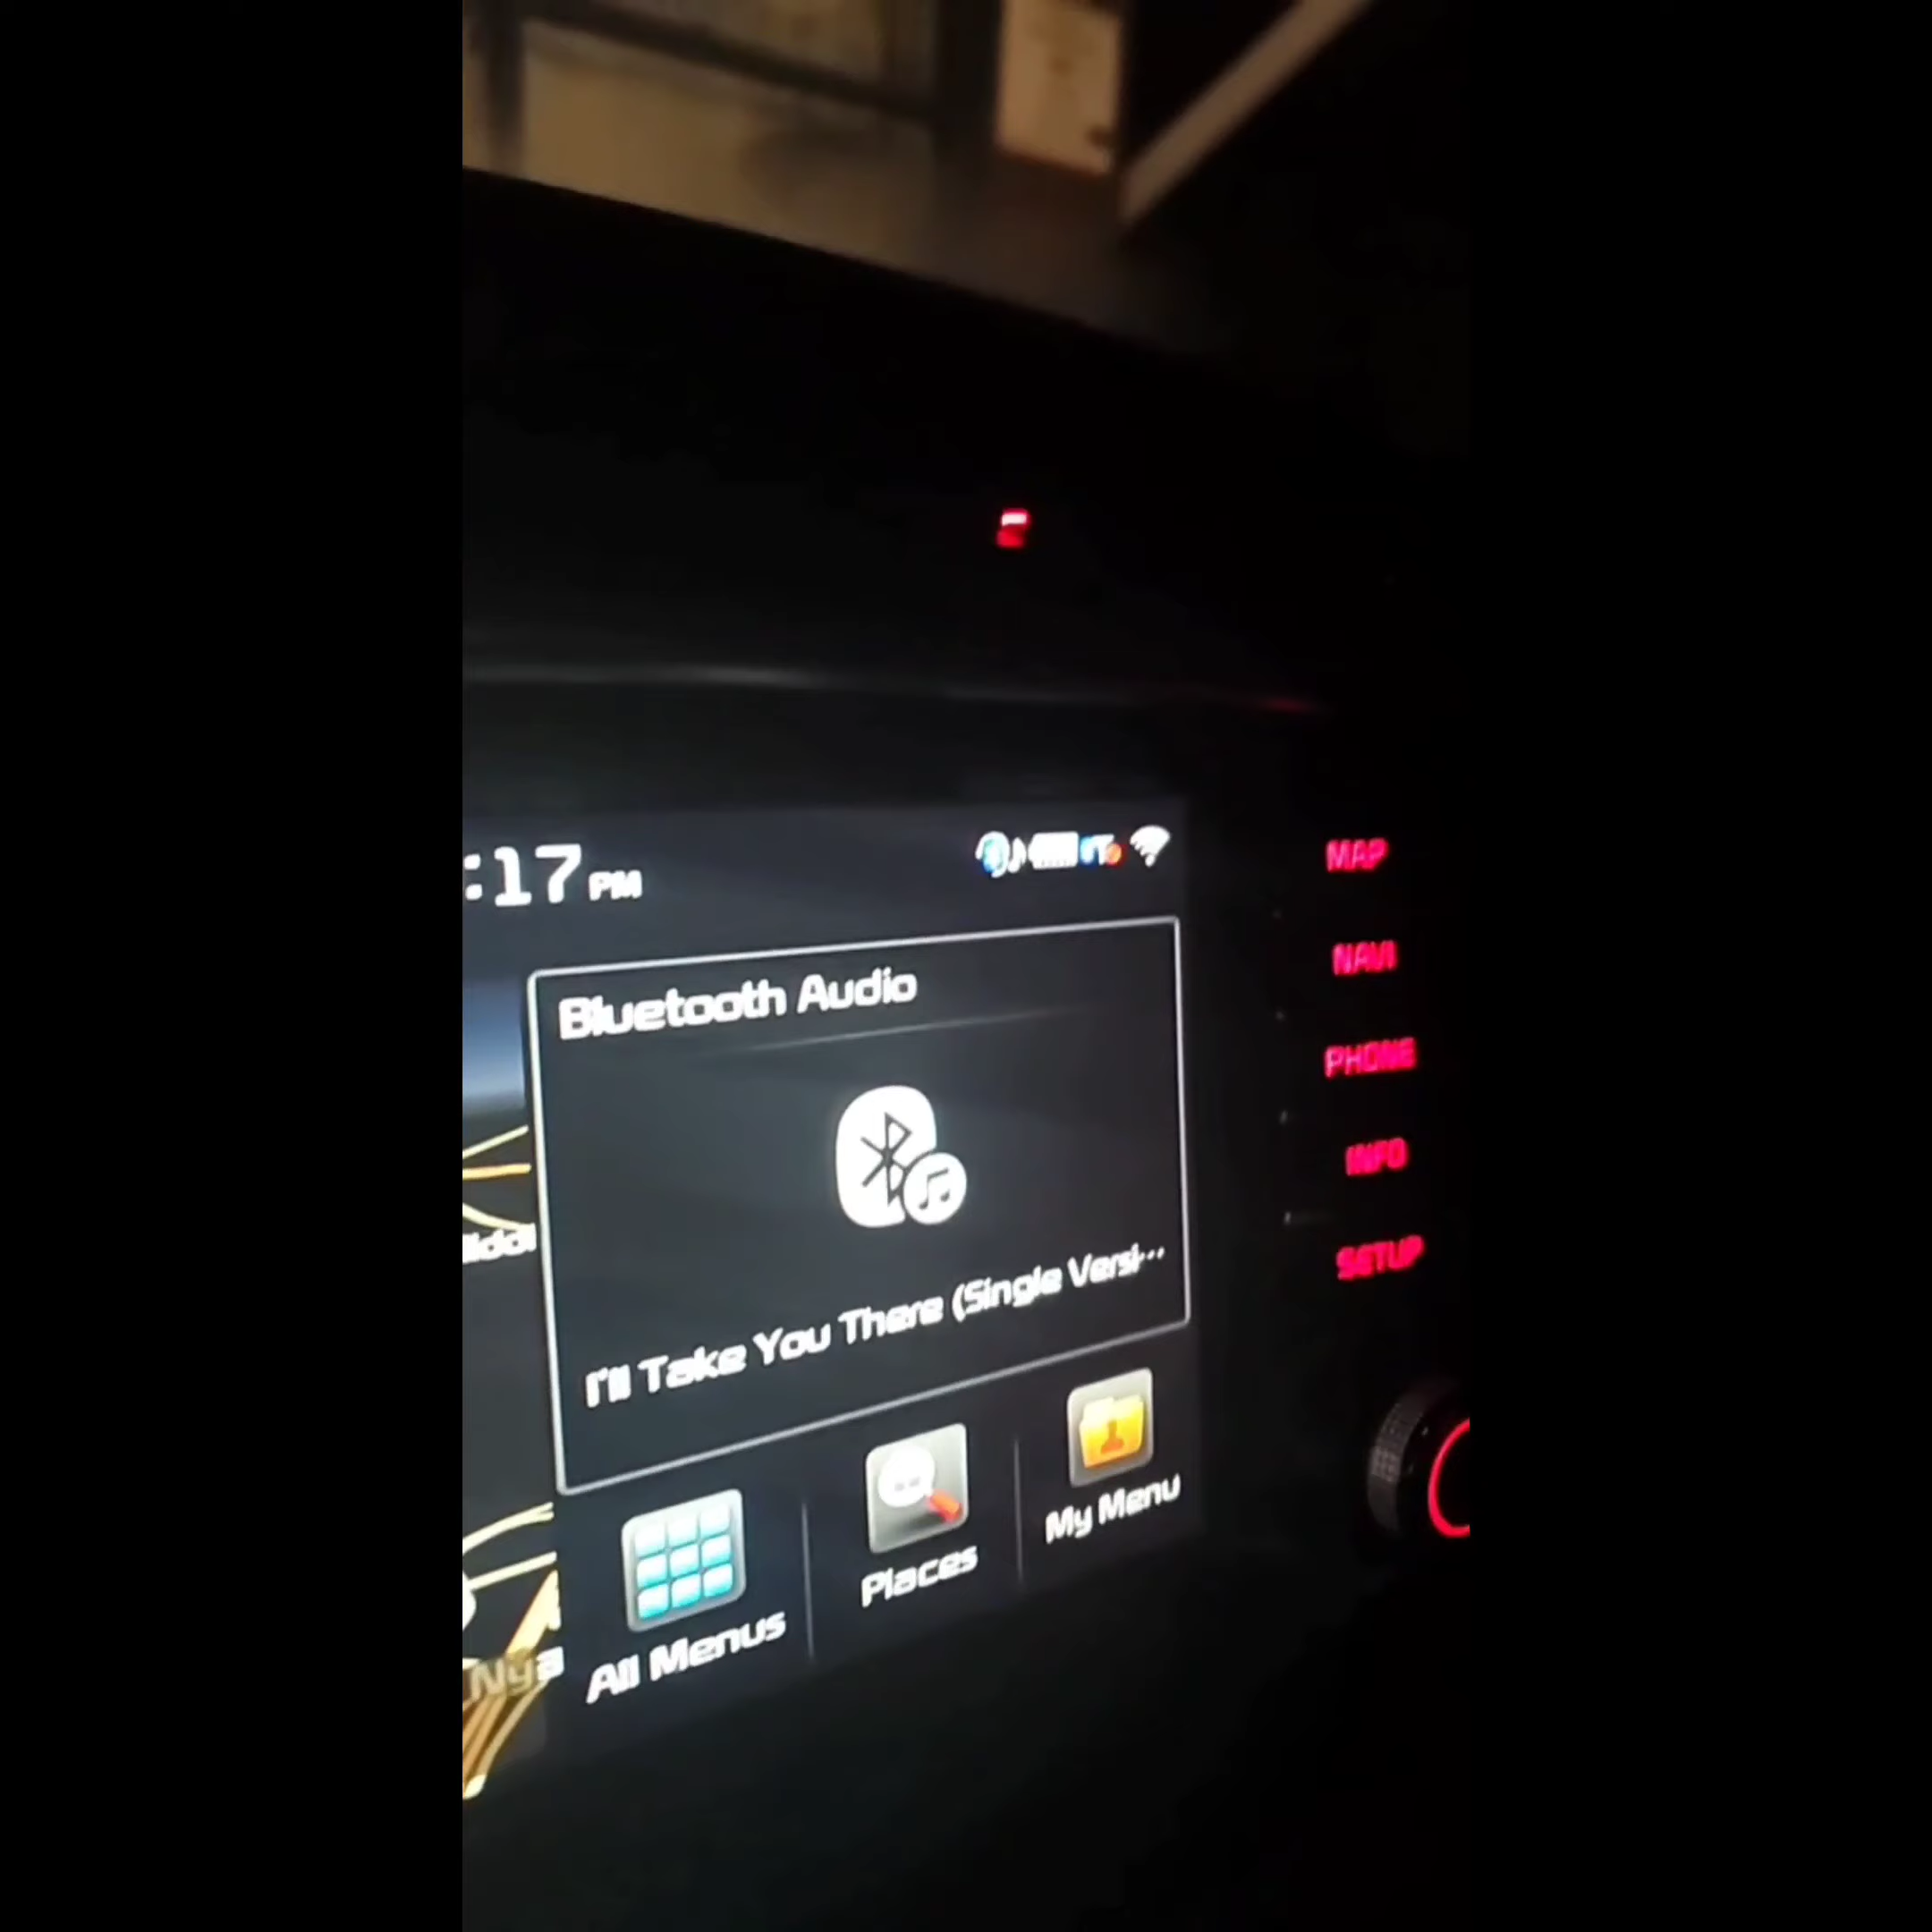 :17 PM
MAP
NAVI
Bluetooth Audio
PHONE
INFO
SETUP
I'll Take You There (Single Versi...
All Menus
Places
My Menu
Nya